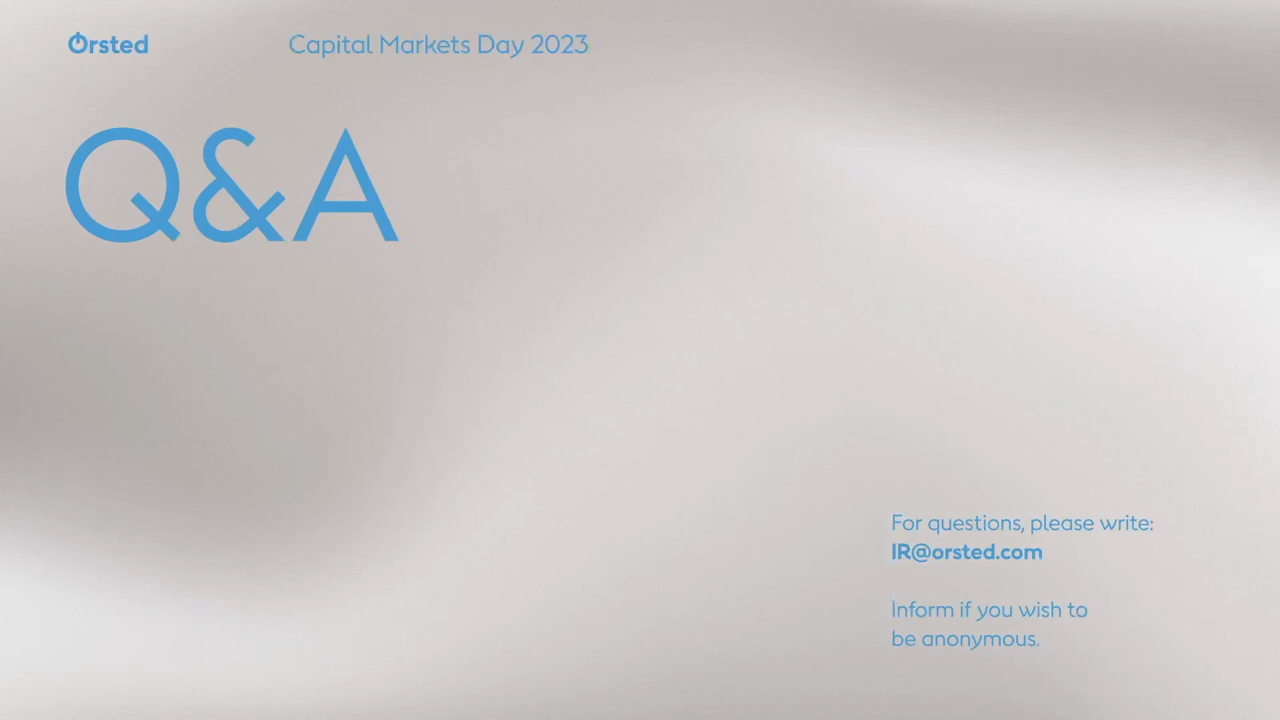 Ørsted
Capital Markets Day 2023
Q&A
For questions, please write:
IR@orsted.com
Inform if you wish to
be anonymous.